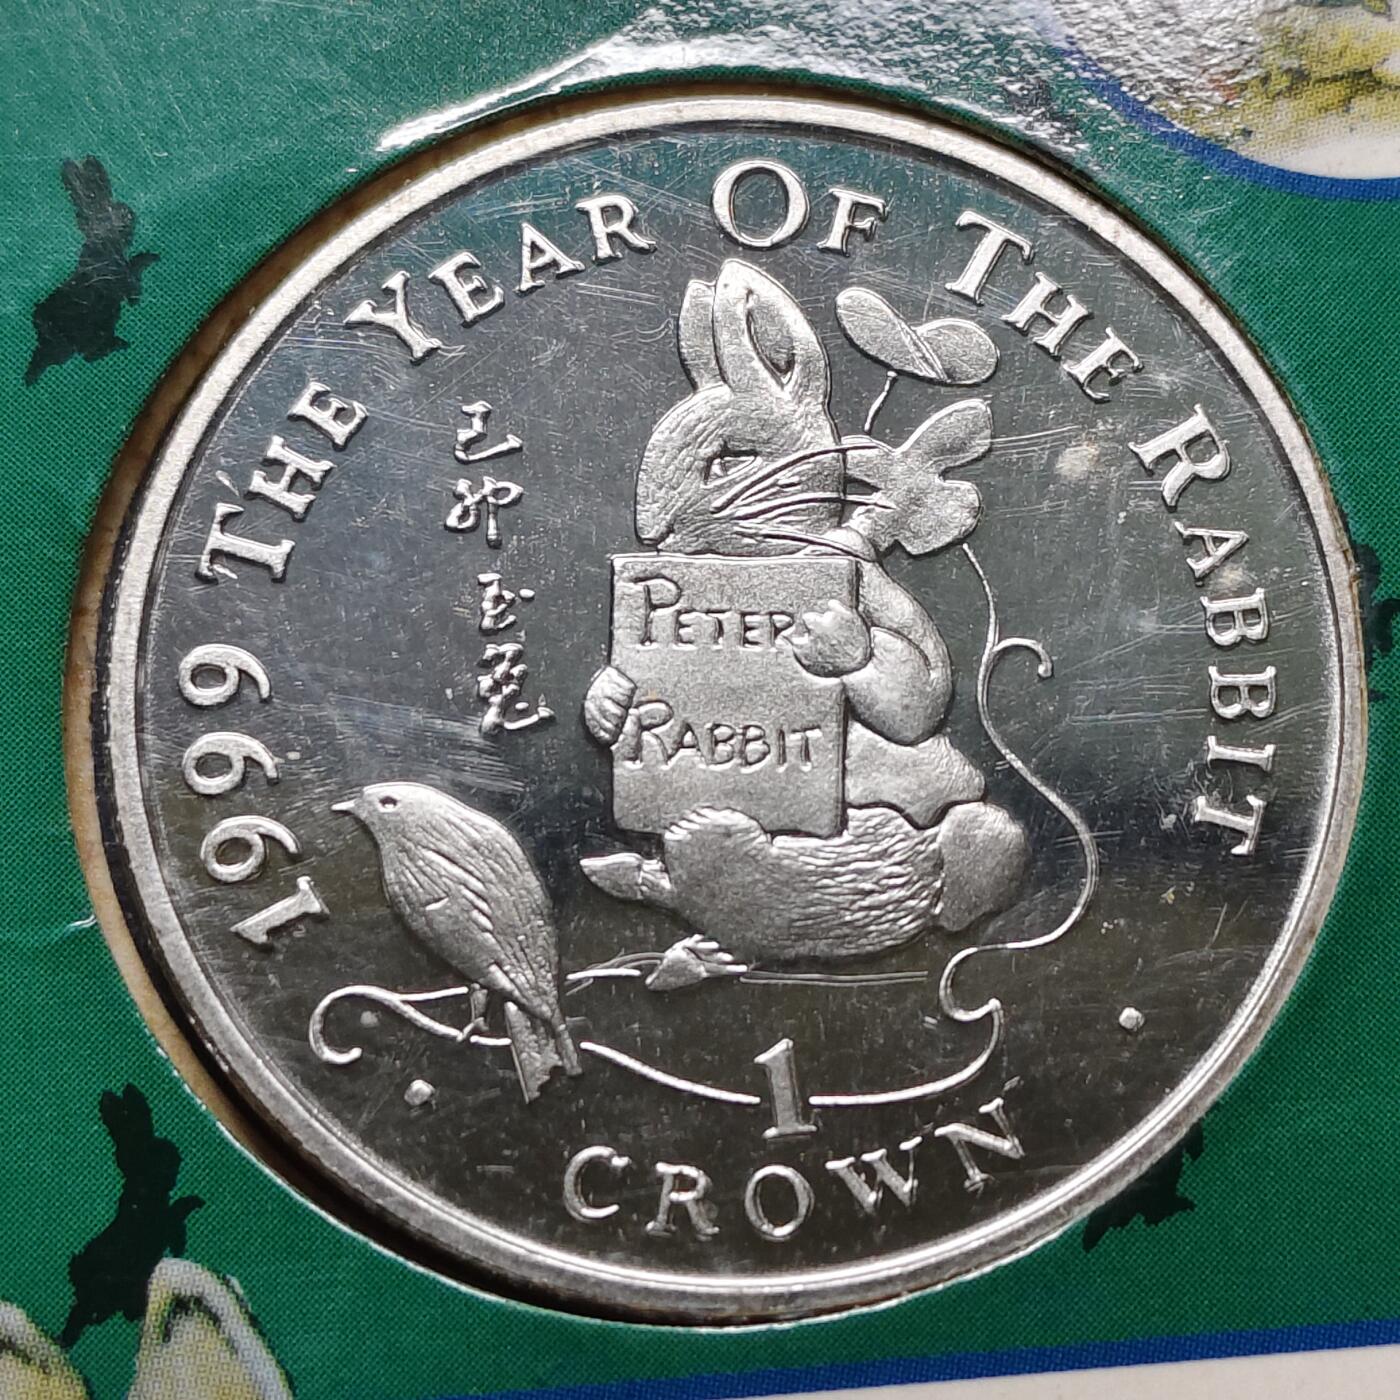 1999 THE YEAR OF THE RABBIT
己卯
玉兔
PETER
RABBIT
1
CROWN